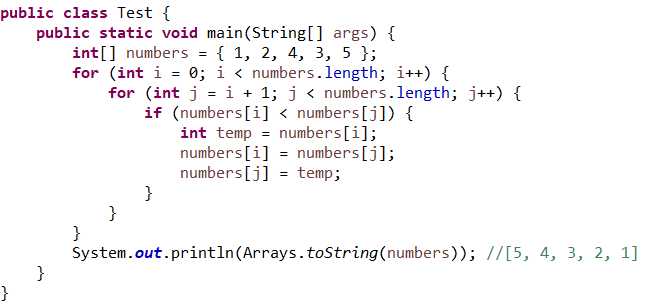 public class Test {
    public static void main(String[] args) {
        int[] numbers = { 1, 2, 4, 3, 5 };
        for (int i = 0; i < numbers.length; i++) {
            for (int j = i + 1; j < numbers.length; j++) {
                if (numbers[i] < numbers[j]) {
                    int temp = numbers[i];
                    numbers[i] = numbers[j];
                    numbers[j] = temp;
                }
            }
        }
        System.out.println(Arrays.toString(numbers)); //[5, 4, 3, 2, 1]
    }
}